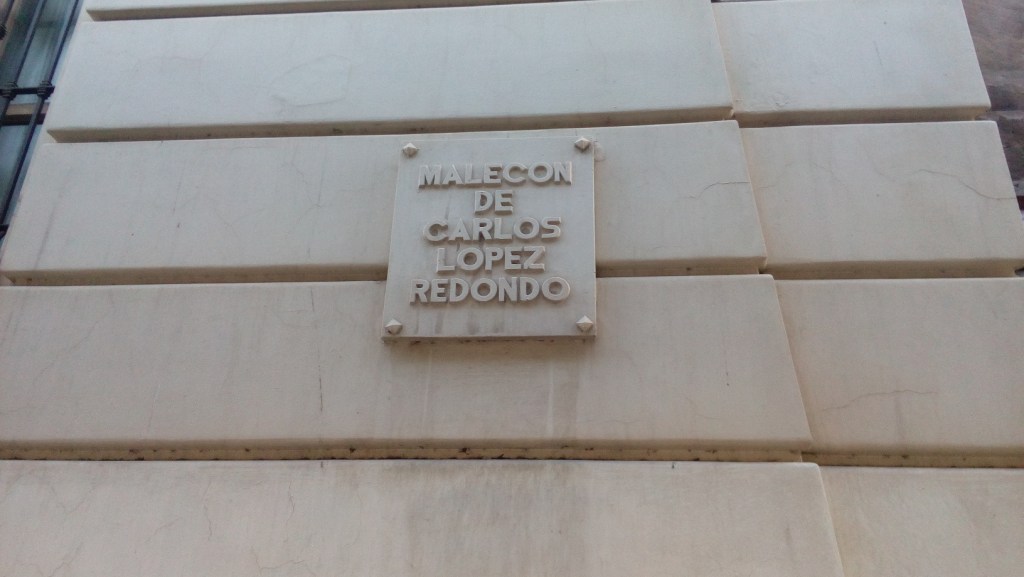 MALECON
DE
CARLOS
LOPEZ
REDONDO